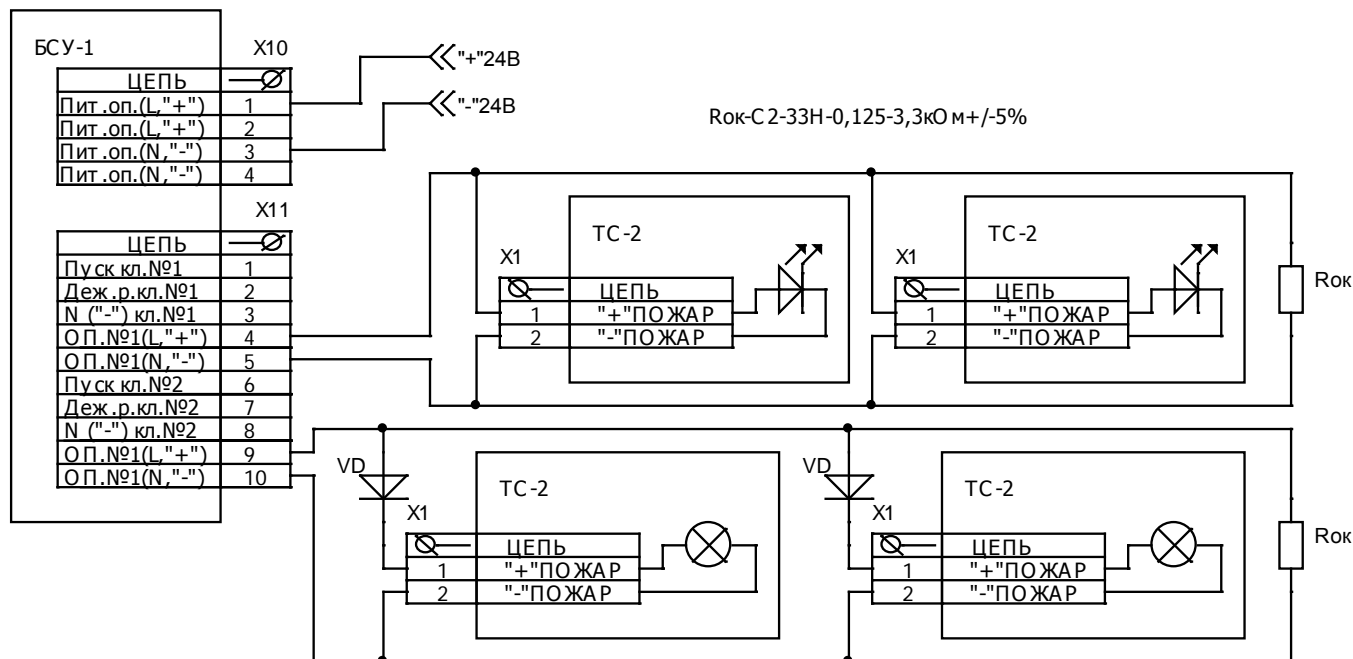 БСУ-1
X10
ЦЕПЬ
Пит.оп.(L,"+") 1
Пит.оп.(L,"+") 2
Пит.оп.(N,"-") 3
Пит.оп.(N,"-") 4
"+"24В
"-"24В
Rок-С2-33Н-0,125-3,3кОм+/-5%
X11
ЦЕПЬ
Пуск кл.№1 1
Деж.р.кл.№1 2
N ("-") кл.№1 3
ОП.№1(L,"+") 4
ОП.№1(N,"-") 5
Пуск кл.№2 6
Деж.р.кл.№2 7
N ("-") кл.№2 8
ОП.№1(L,"+") 9
ОП.№1(N,"-") 10
ТС-2
X1
ЦЕПЬ
1 "+"ПОЖАР
2 "-"ПОЖАР
ТС-2
X1
ЦЕПЬ
1 "+"ПОЖАР
2 "-"ПОЖАР
Rок
VD
ТС-2
X1
ЦЕПЬ
1 "+"ПОЖАР
2 "-"ПОЖАР
VD
ТС-2
X1
ЦЕПЬ
1 "+"ПОЖАР
2 "-"ПОЖАР
Rок